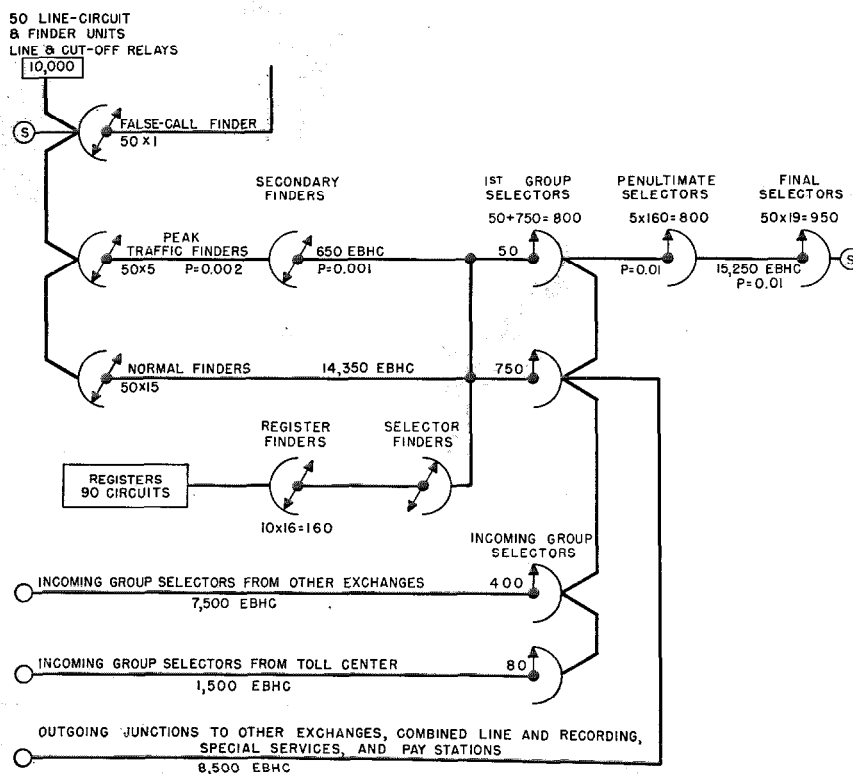 50 LINE-CIRCUIT
& FINDER UNITS
LINE & CUT-OFF RELAYS
10,000
S
FALSE-CALL FINDER
50 X 1
SECONDARY
FINDERS
1ST GROUP
SELECTORS
50+750=800
PENULTIMATE
SELECTORS
5x160=800
FINAL
SELECTORS
50x19=950
PEAK
TRAFFIC FINDERS
50X5
P=0.002
650 EBHC
P=0.001
50
P=0.01
15,250 EBHC
P=0.01
S
NORMAL FINDERS
50X15
14,350 EBHC
750
REGISTER
FINDERS
SELECTOR
FINDERS
REGISTERS
90 CIRCUITS
10x16=160
INCOMING GROUP
SELECTORS
INCOMING GROUP SELECTORS FROM OTHER EXCHANGES
7,500 EBHC
400
INCOMING GROUP SELECTORS FROM TOLL CENTER
1,500 EBHC
80
OUTGOING JUNCTIONS TO OTHER EXCHANGES, COMBINED LINE AND RECORDING,
SPECIAL SERVICES, AND PAY STATIONS
8,500 EBHC